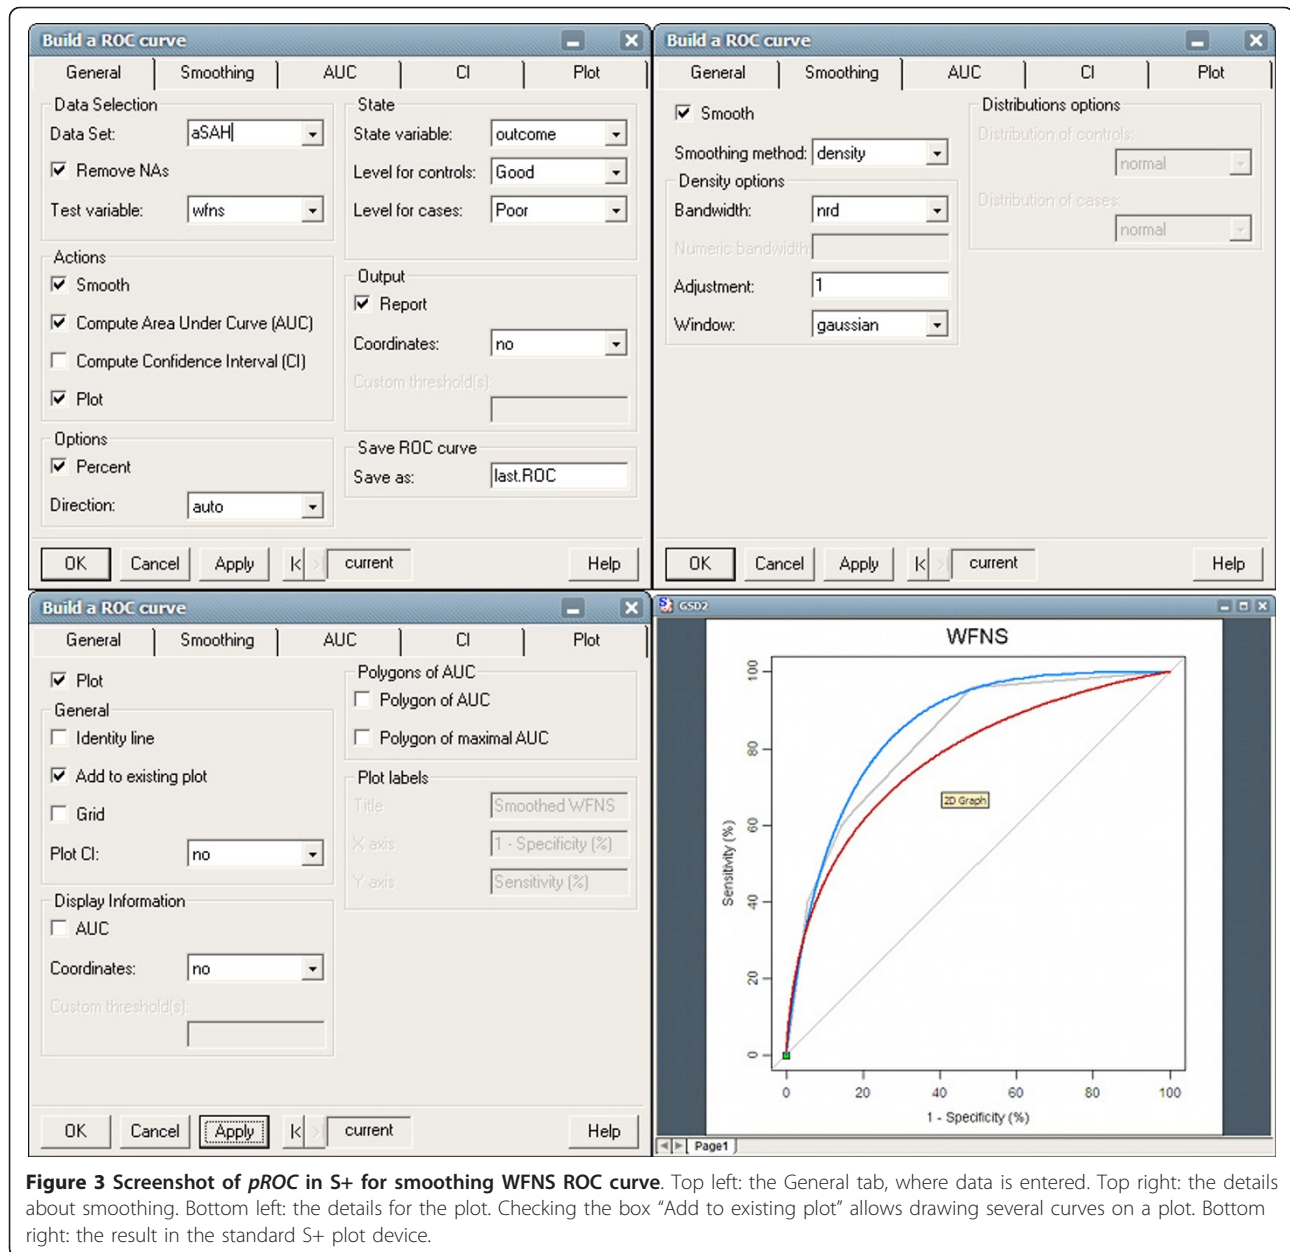 Build a ROC curve
General Smoothing AUC CI Plot
Data Selection
Data Set: aSAH
Remove NAs
Test variable: wfns
Actions
Smooth
Compute Area Under Curve (AUC)
Compute Confidence Interval (CI)
Plot
Options
Percent
Direction: auto
State
State variable: outcome
Level for controls: Good
Level for cases: Poor
Output
Report
Coordinates: no
Custom threshold(s):
Save ROC curve
Save as: last.ROC
OK Cancel Apply current Help
Build a ROC curve
General Smoothing AUC CI Plot
Smooth
Smoothing method: density
Density options
Bandwidth: nrd
Numeric bandwidth:
Adjustment: 1
Window: gaussian
Distributions options
Distribution of controls:
normal
Distribution of cases:
normal
OK Cancel Apply current Help
Build a ROC curve
General Smoothing AUC CI Plot
Plot
General
Identity line
Add to existing plot
Grid
Plot CI: no
Display Information
AUC
Coordinates: no
Custom threshold(s):
Polygons of AUC
Polygon of AUC
Polygon of maximal AUC
Plot labels
Title Smoothed WFNS
X axis 1 - Specificity (%)
Y axis Sensitivity (%)
OK Cancel Apply current Help
GSD2
WFNS
Sensitivity (%)
100
80
60
40
20
0
2D Graph
0 20 40 60 80 100
1 - Specificity (%)
Page1
Figure 3 Screenshot of pROC in S+ for smoothing WFNS ROC curve. Top left: the General tab, where data is entered. Top right: the details
about smoothing. Bottom left: the details for the plot. Checking the box "Add to existing plot" allows drawing several curves on a plot. Bottom
right: the result in the standard S+ plot device.